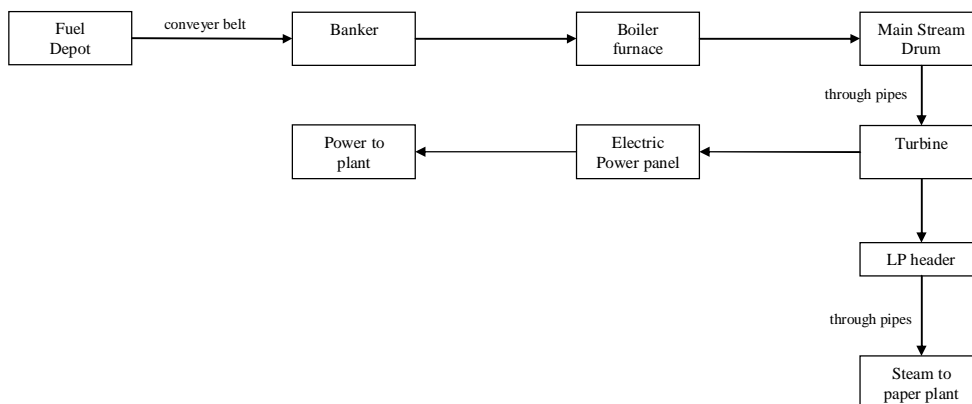 Fuel
Depot
conveyer belt
Banker
Boiler
furnace
Main Stream
Drum
through pipes
Power to
plant
Electric
Power panel
Turbine
LP header
through pipes
Steam to
paper plant